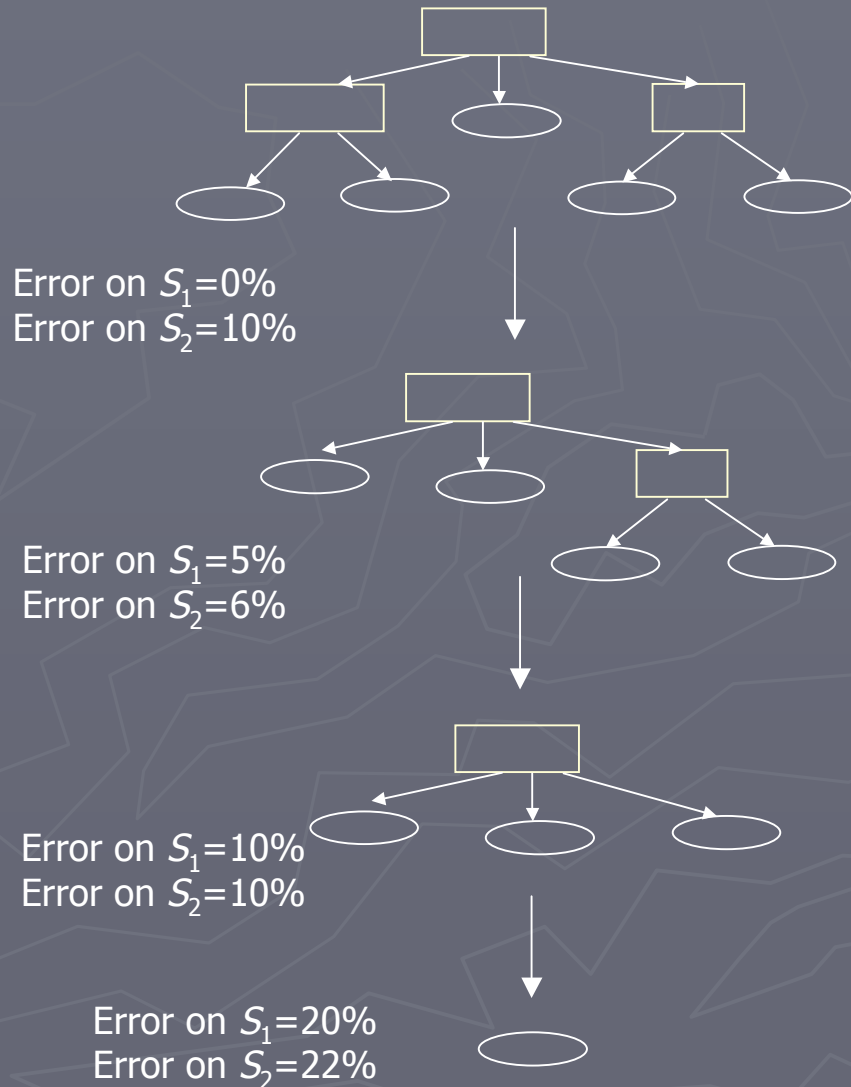 Error on S₁=0%
Error on S₂=10%
Error on S₁=5%
Error on S₂=6%
Error on S₁=10%
Error on S₂=10%
Error on S₁=20%
Error on S₂=22%